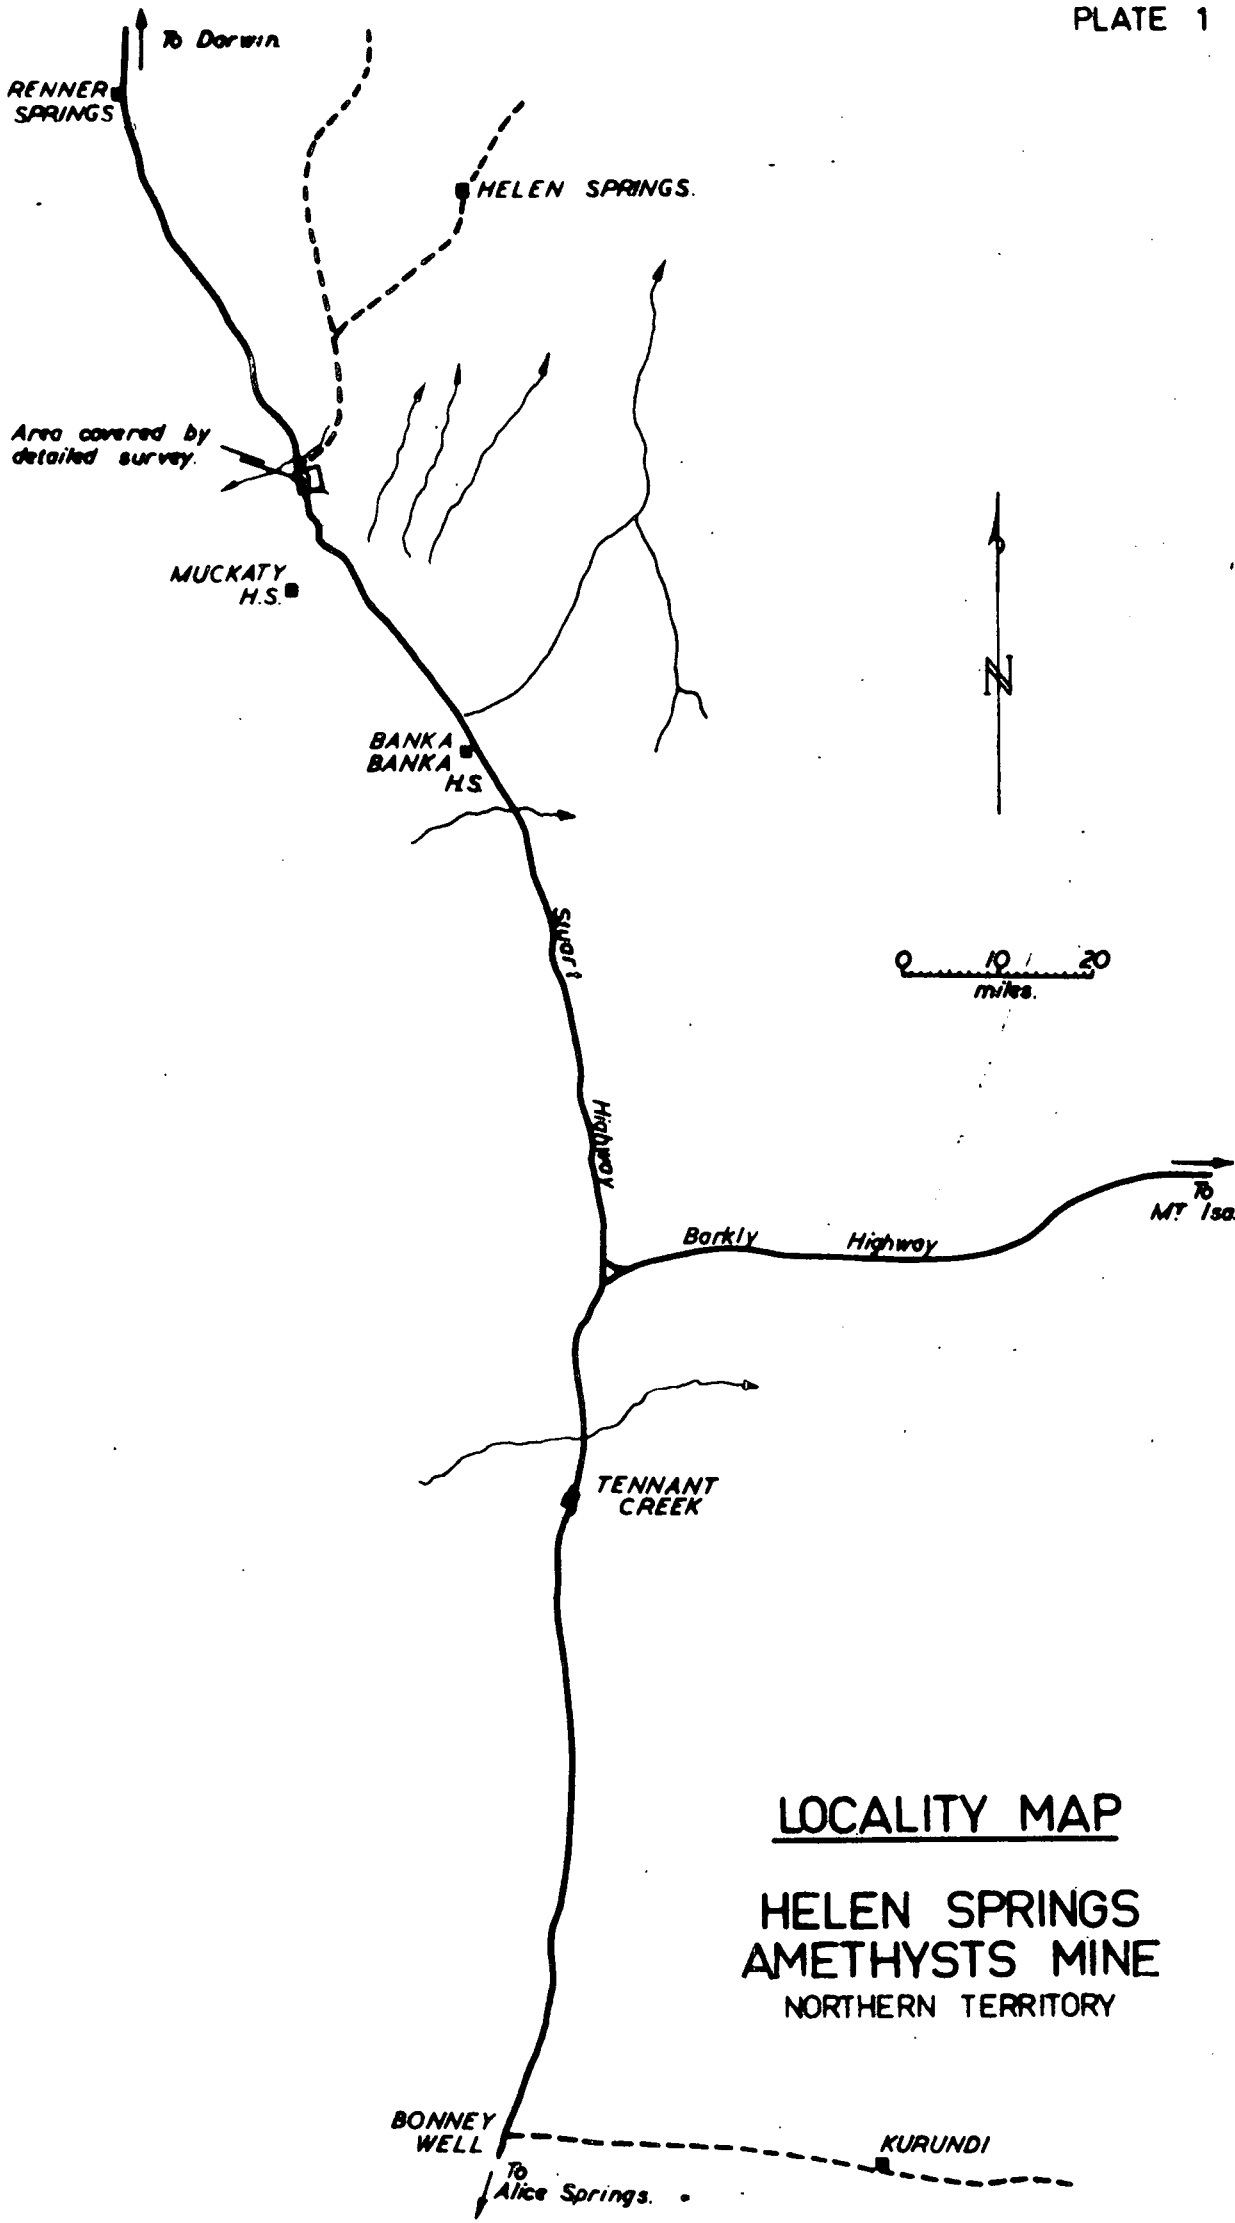 PLATE 1
To Darwin
RENNER
SPRINGS
HELEN SPRINGS.
Area covered by
detailed survey.
MUCKATY
H.S.
N
BANKA
BANKA
H.S.
Stuart
0 10 20
miles.
Highway
To
MT. Isa.
Barkly Highway
TENNANT
CREEK
LOCALITY MAP
HELEN SPRINGS
AMETHYSTS MINE
NORTHERN TERRITORY
BONNEY
WELL
KURUNDI
To
Alice Springs.